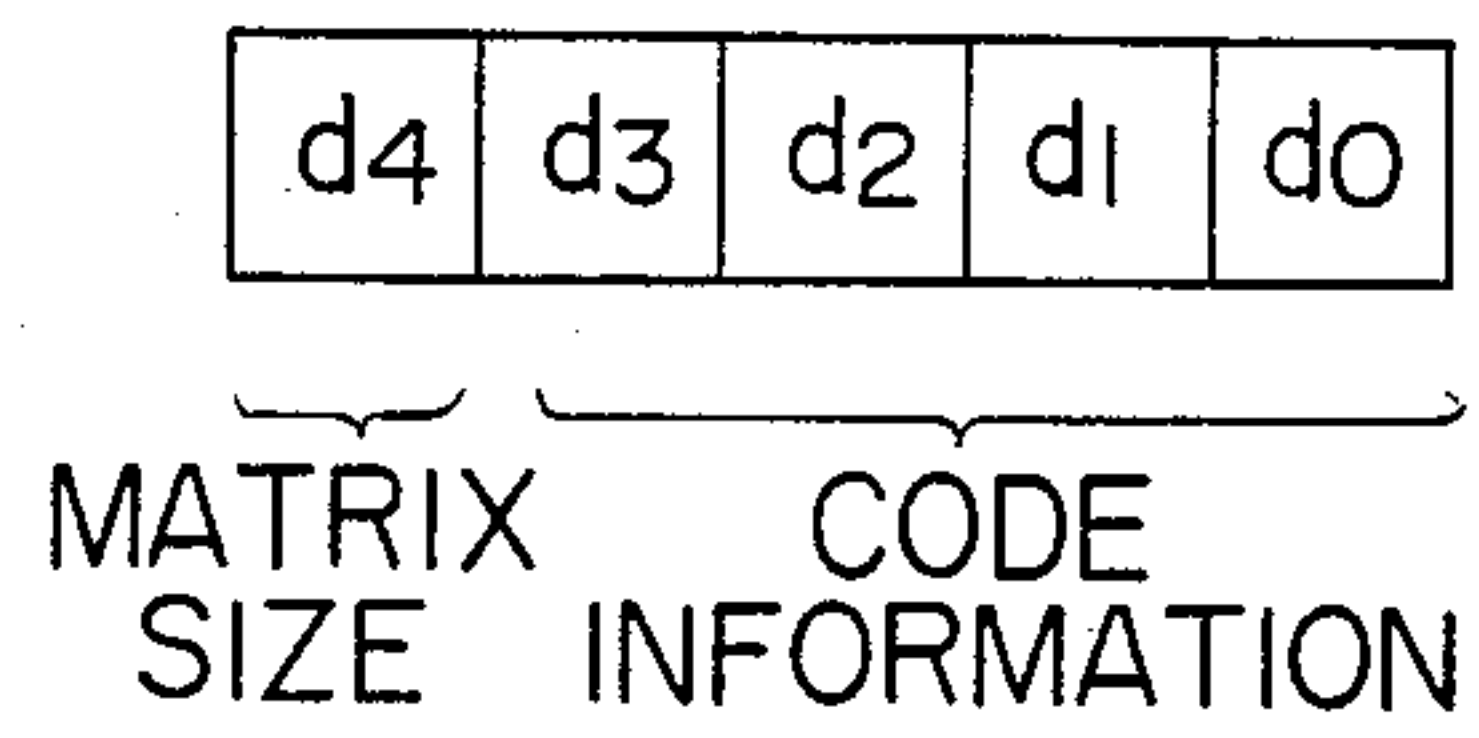 d4 d3 d2 d1 d0
MATRIX CODE
SIZE INFORMATION